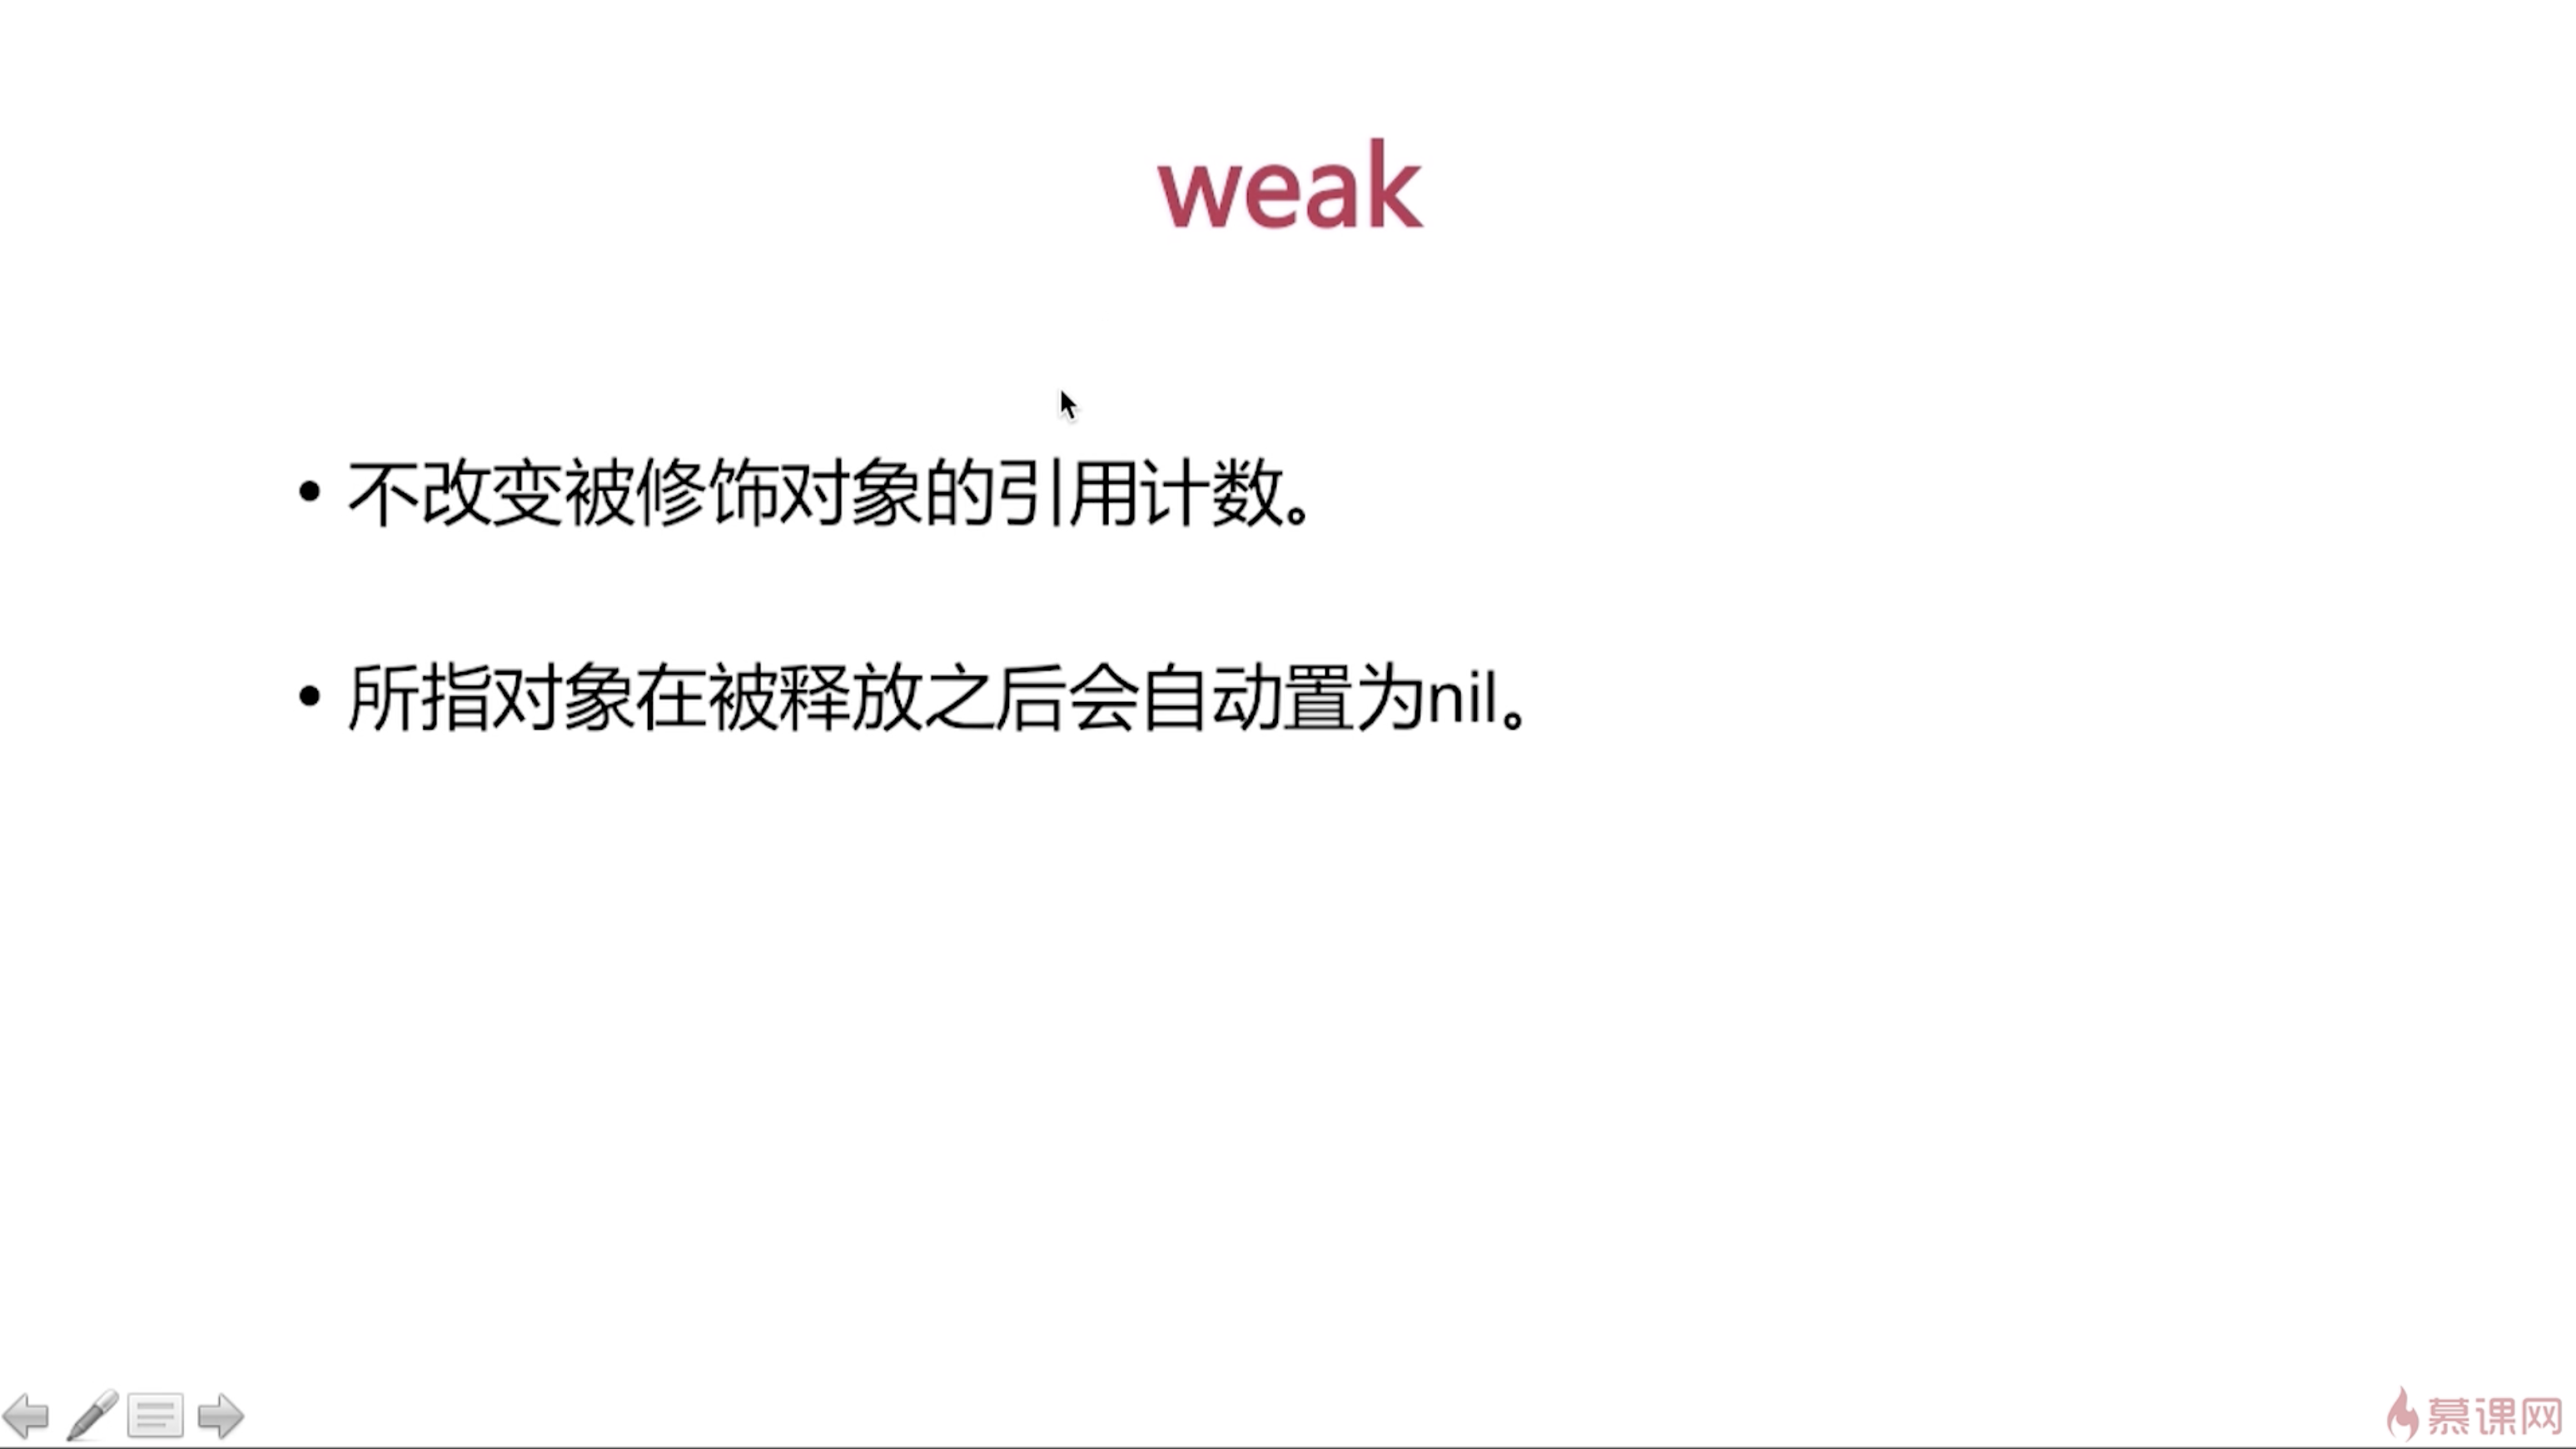 weak
• 不改变被修饰对象的引用计数。
• 所指对象在被释放之后会自动置为nil。
慕课网